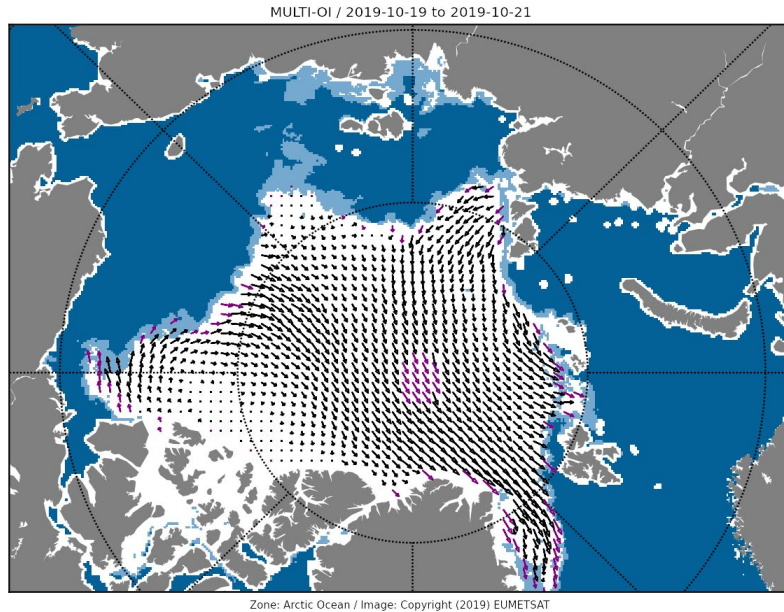 MULTI-OI / 2019-10-19 to 2019-10-21
Zone: Arctic Ocean / Image: Copyright (2019) EUMETSAT